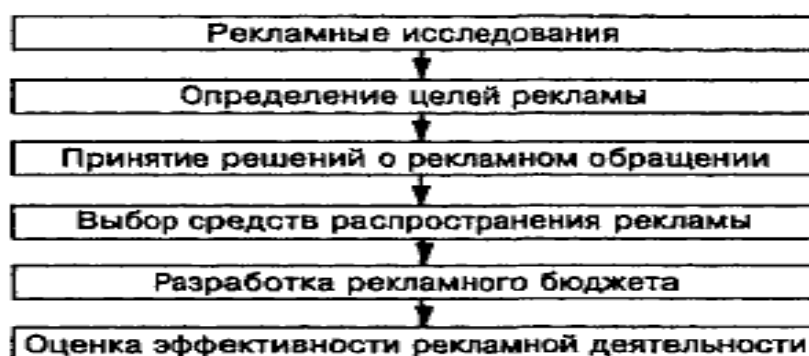 Рекламные исследования
Определение целей рекламы
Принятие решений о рекламном обращении
Выбор средств распространения рекламы
Разработка рекламного бюджета
Оценка эффективности рекламной деятельности